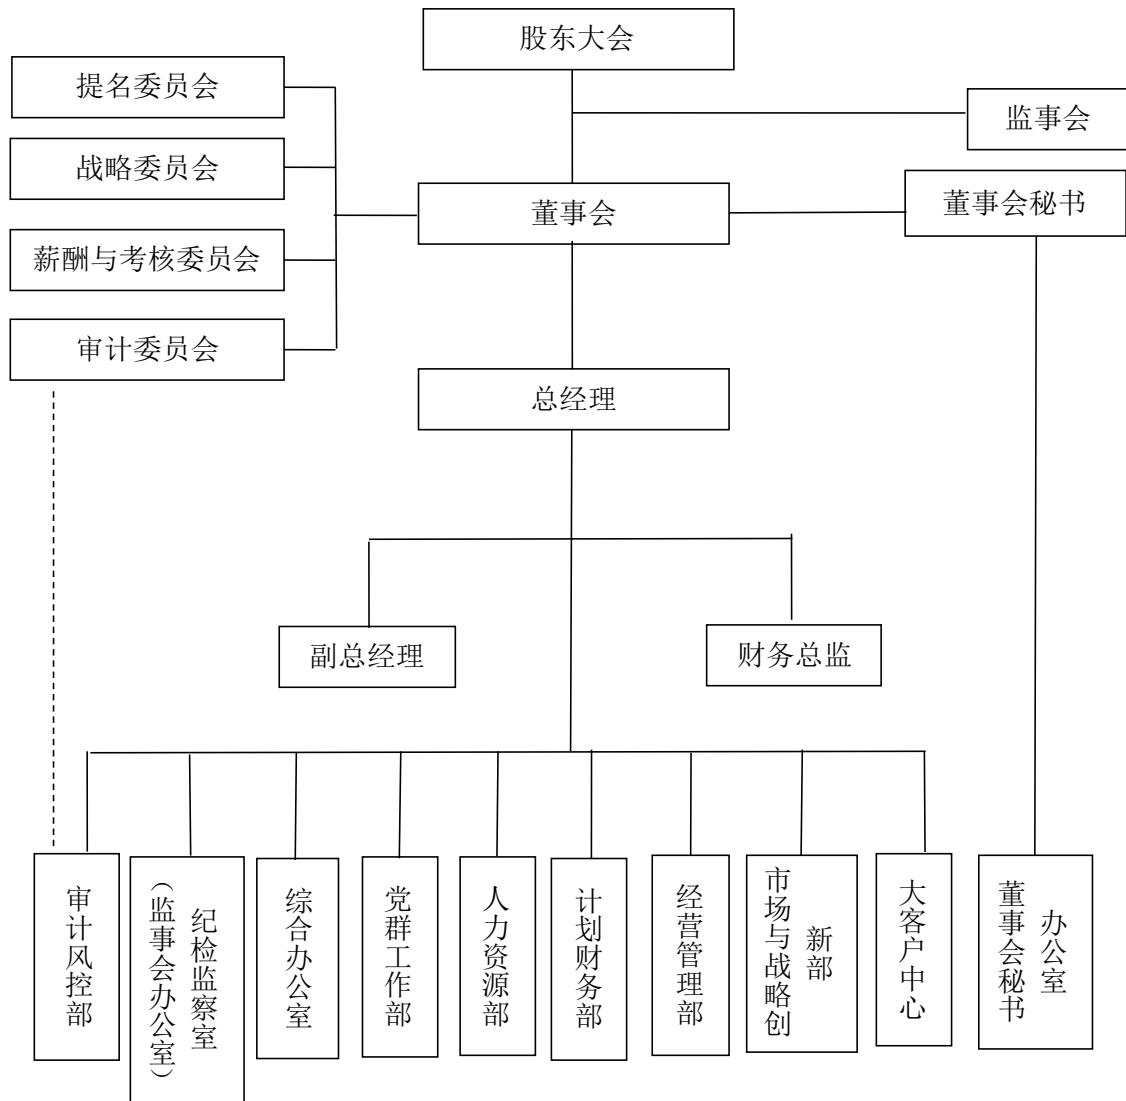 股东大会
提名委员会
监事会
战略委员会
董事会秘书
董事会
薪酬与考核委员会
审计委员会
总经理
副总经理
财务总监
审计风控部
纪检监察室
（监事会办公室）
综合办公室
党群工作部
人力资源部
计划财务部
经营管理部
市场与战略创
新部
大客户中心
董事会秘书
办公室